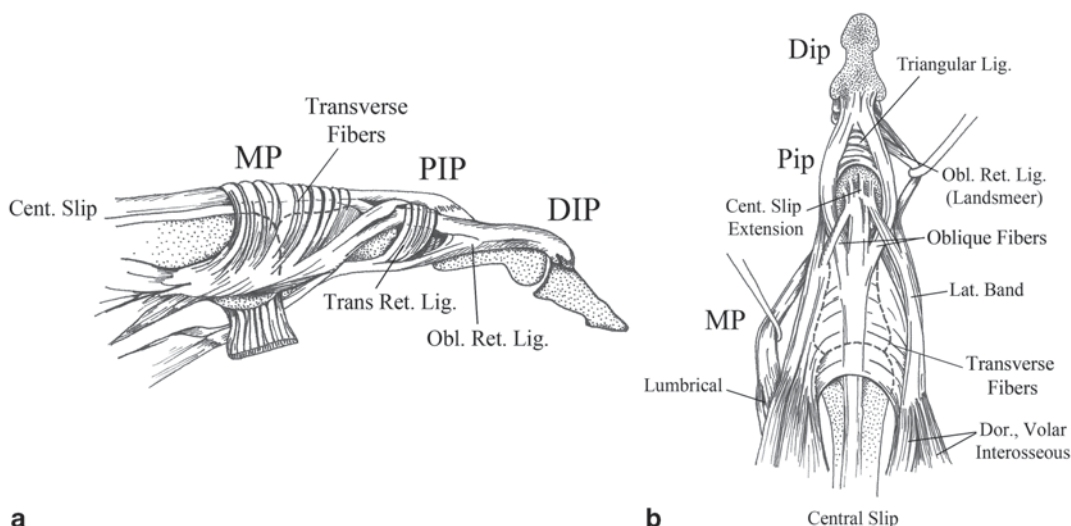 Transverse
Fibers
MP
PIP
Cent. Slip
DIP
Trans Ret. Lig.
Obl. Ret. Lig.
a
Dip
Triangular Lig.
Pip
Obl. Ret. Lig.
(Landsmeer)
Cent. Slip
Extension
Oblique Fibers
Lat. Band
MP
Transverse
Fibers
Lumbrical
Dor., Volar
Interosseous
b
Central Slip